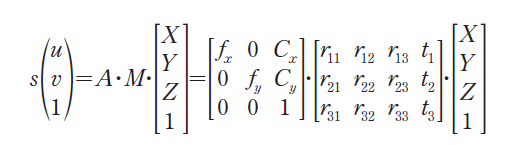 s(u v 1) = A·M·[X Y Z 1] = [f_x 0 C_x; 0 f_y C_y; 0 0 1]·[r_11 r_12 r_13 t_1; r_21 r_22 r_23 t_2; r_31 r_32 r_33 t_3]·[X Y Z 1]